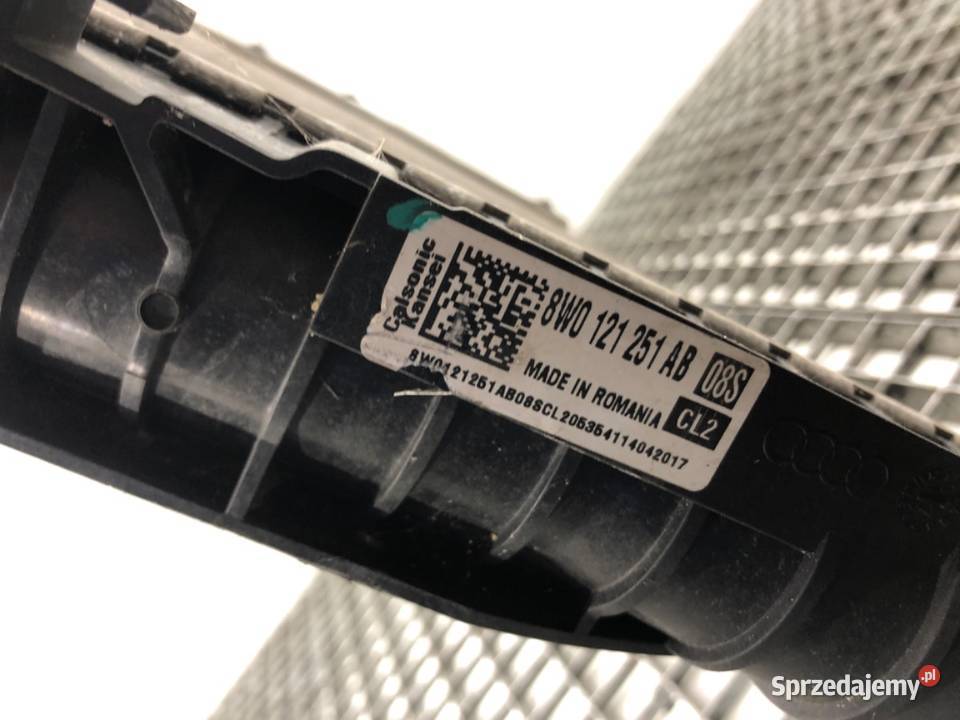 Calsonic
Kansei
8W0 121 251 AB 08S
MADE IN ROMANIA CL2
8W0121251AB08SCL205354114042017
Sprzedajemy.pl